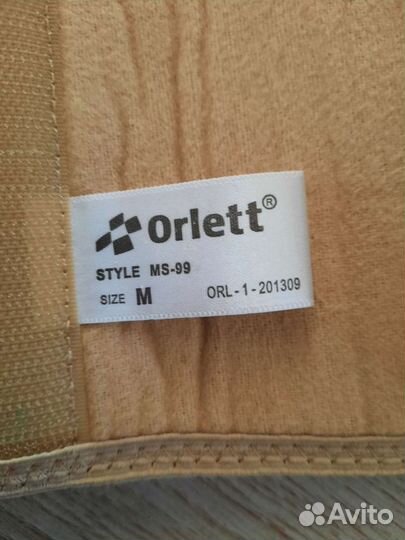 Orlett®
STYLE MS-99
SIZE M ORL-1-201309
Avito